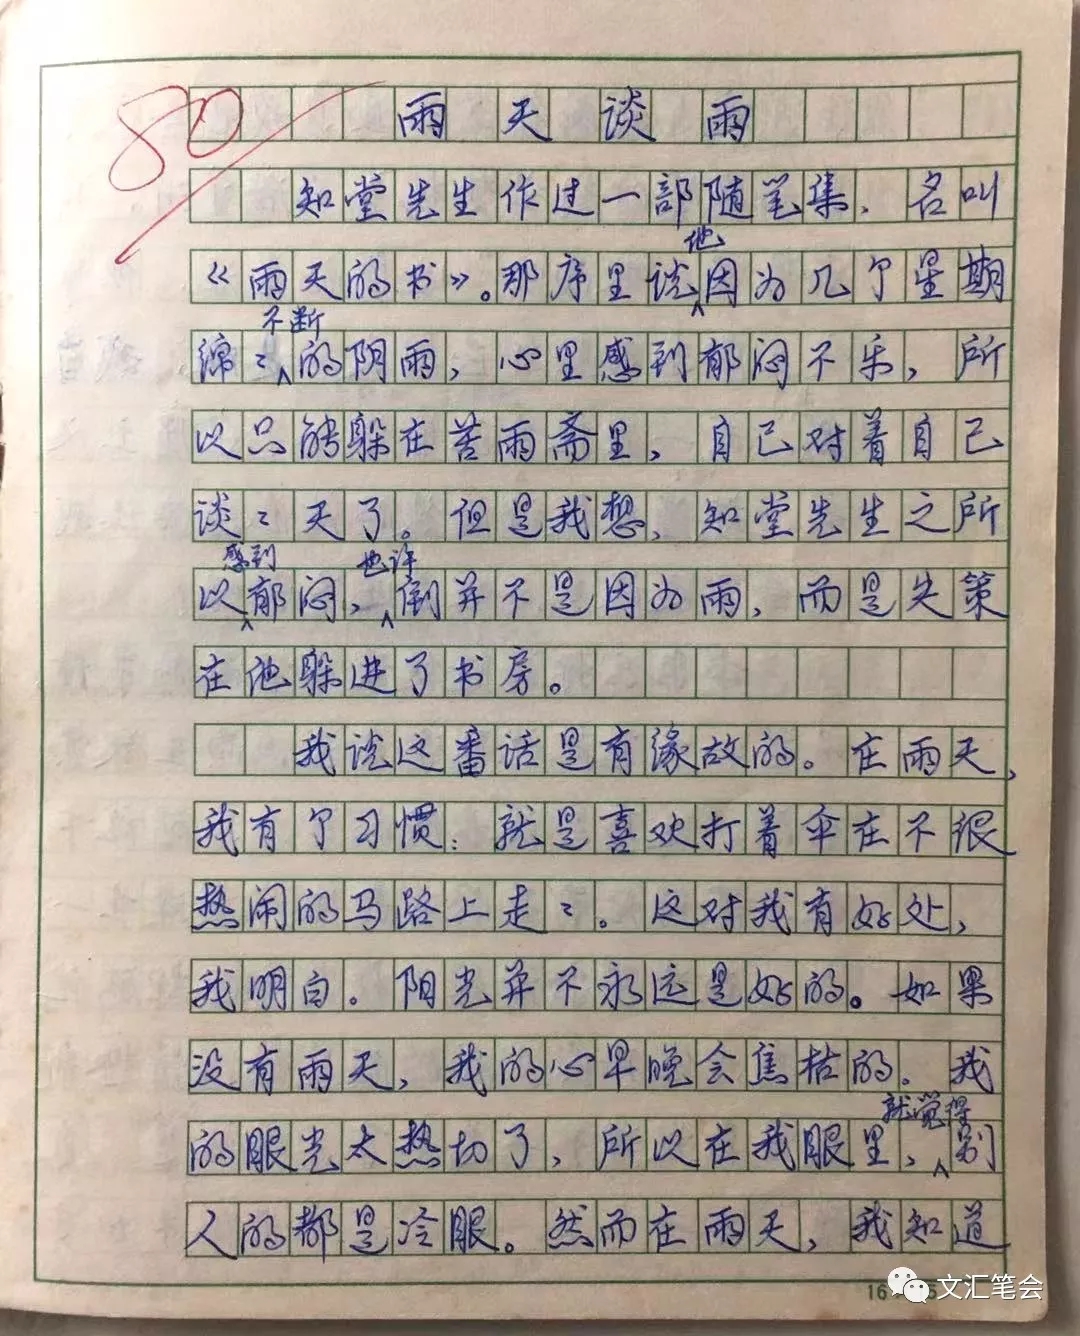 80
雨天谈雨
知堂先生作过一部随笔集，名叫
《雨天的书》。那序里说他因为几个星期
绵绵不断的阴雨，心里感到郁闷不乐，所
以只能躲在苦雨斋里，自己对着自己
谈谈天了。但是我想，知堂先生之所
以感到郁闷，也许倒并不是因为雨，而是失策
在他躲进了书房。
我说这番话是有缘故的。在雨天，
我有个习惯：就是喜欢打着伞在不很
热闹的马路上走走。这对我有好处，
我明白。阳光并不永远是好的。如果
没有雨天，我的心早晚会焦枯的。我
的眼光太热切了，所以在我眼里，就觉得别
人的都是冷眼。然而在雨天，我知道
文汇笔会